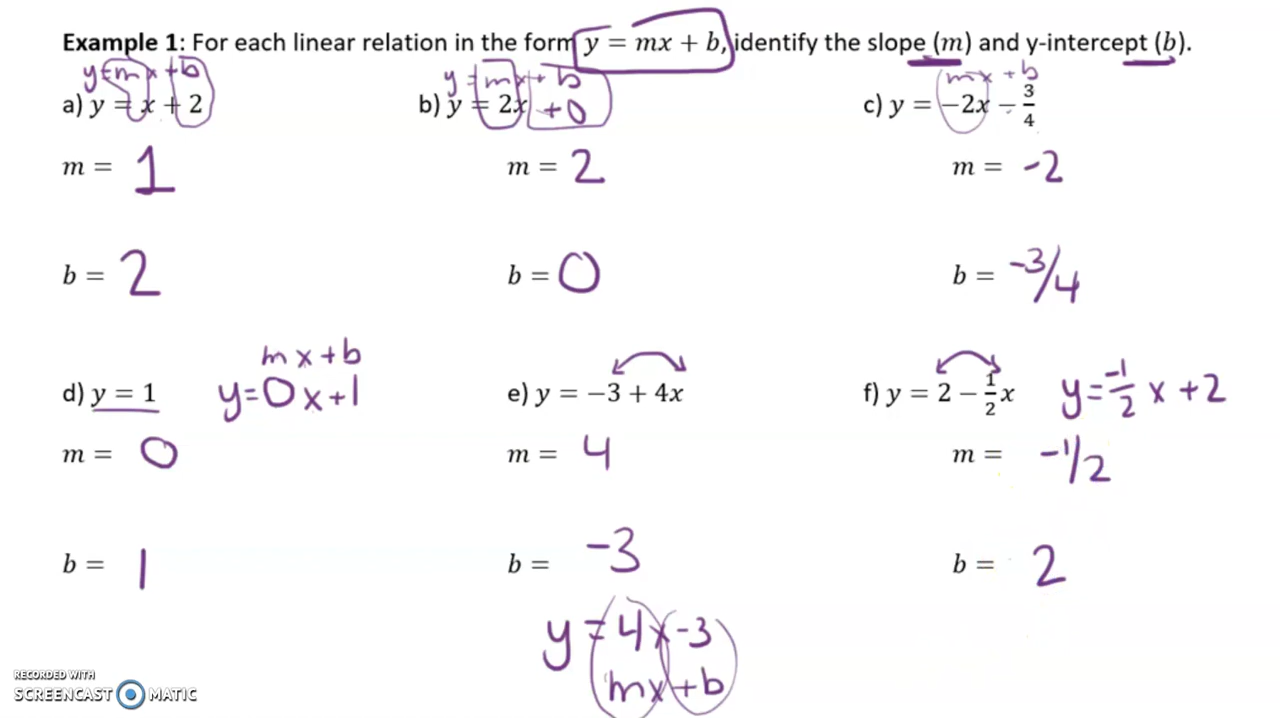 Example 1: For each linear relation in the form y = mx + b, identify the slope (m) and y-intercept (b).
y=mx+b y=mx+b mx+b
a) y = x + 2 b) y = 2x +0 c) y = −2x − 3/4
m = 1 m = 2 m = -2
b = 2 b = 0 b = -3/4
mx+b
d) y = 1 y=0x+1 e) y = −3 + 4x f) y = 2 − 1/2x y=-1/2x+2
m = 0 m = 4 m = -1/2
b = 1 b = -3 b = 2
y=4x-3
mx+b
RECORDED WITH
SCREENCAST MATIC